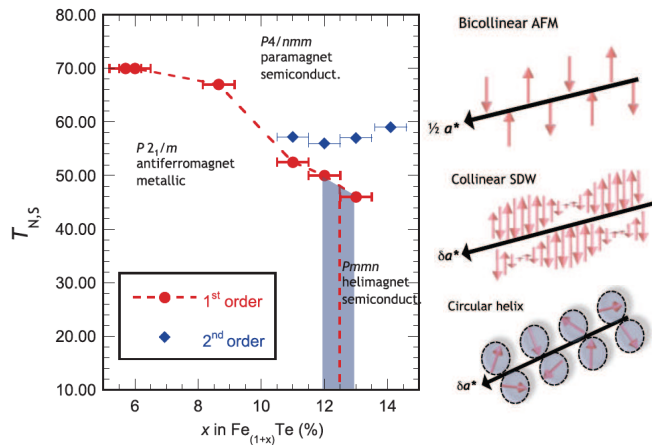 P4/nmm
paramagnet
semiconduct.
P 2₁/m
antiferromagnet
metallic
Pmmn
helimagnet
semiconduct.
1st order
2nd order
70.00
60.00
50.00
40.00
30.00
20.00
10.00
T_N,S
6 8 10 12 14
x in Fe(1+x)Te (%)
Bicollinear AFM
½ a*
Collinear SDW
δa*
Circular helix
δa*